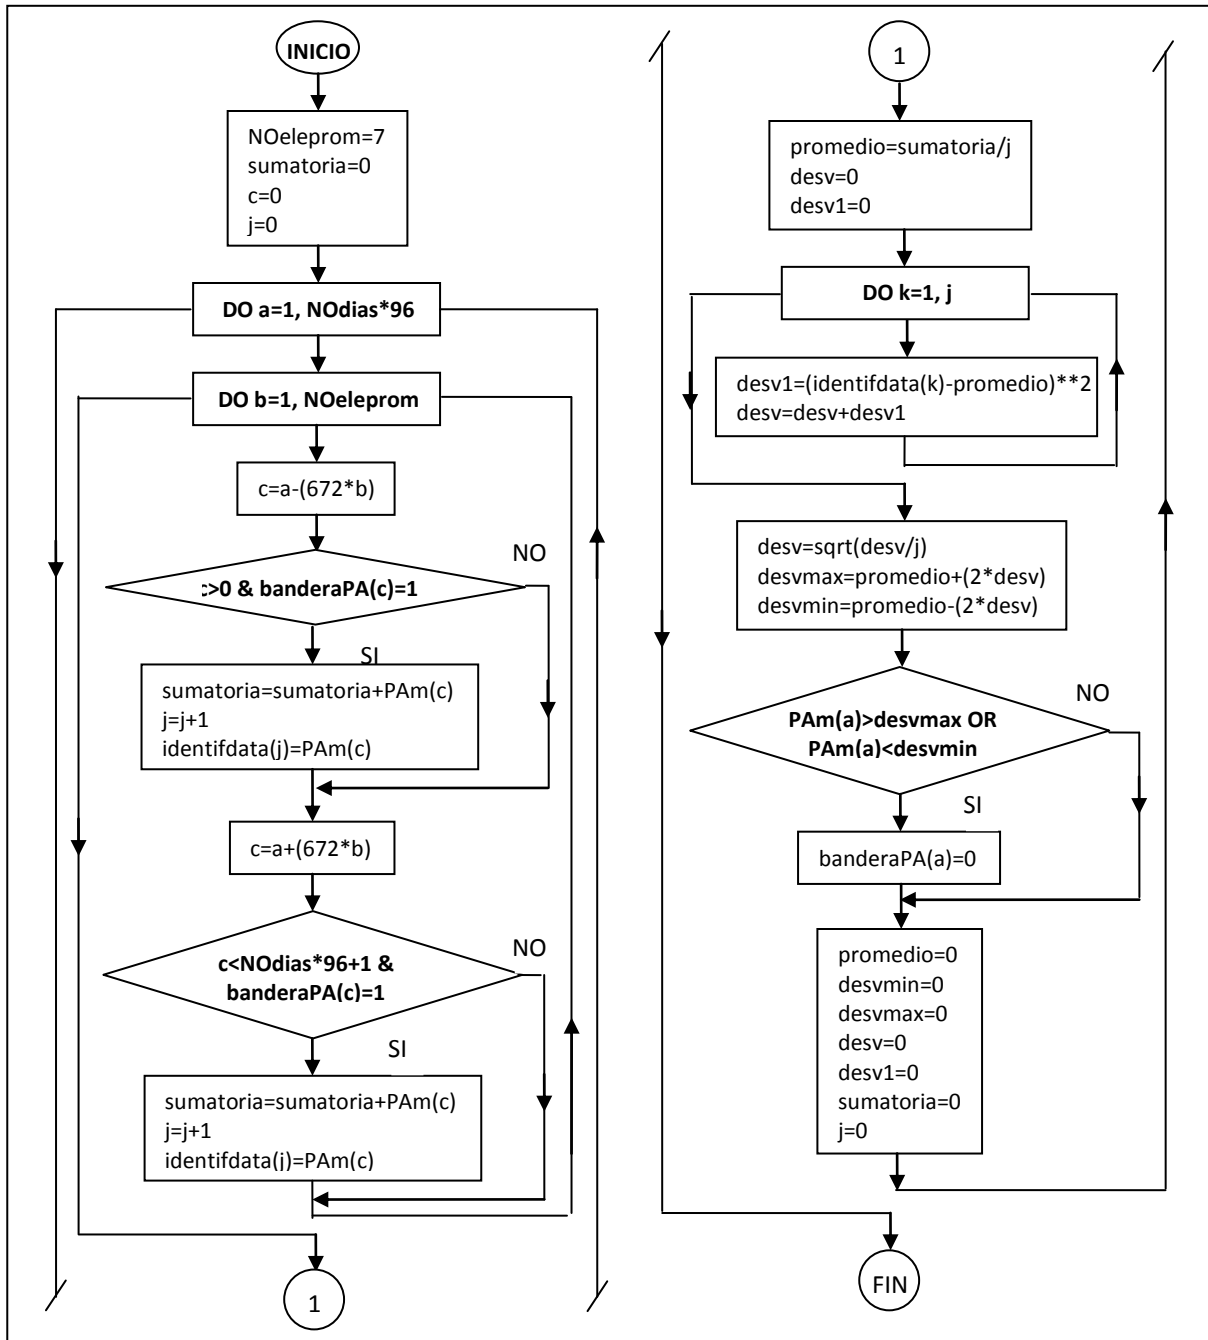 INICIO
NOeleprom=7
sumatoria=0
c=0
j=0
DO a=1, NOdias*96
DO b=1, NOeleprom
c=a-(672*b)
NO
c>0 & banderaPA(c)=1
SI
sumatoria=sumatoria+PAm(c)
j=j+1
identifdata(j)=PAm(c)
c=a+(672*b)
NO
c<NOdias*96+1 &
banderaPA(c)=1
SI
sumatoria=sumatoria+PAm(c)
j=j+1
identifdata(j)=PAm(c)
1
1
promedio=sumatoria/j
desv=0
desv1=0
DO k=1, j
desv1=(identifdata(k)-promedio)**2
desv=desv+desv1
desv=sqrt(desv/j)
desvmax=promedio+(2*desv)
desvmin=promedio-(2*desv)
NO
PAm(a)>desvmax OR
PAm(a)<desvmin
SI
banderaPA(a)=0
promedio=0
desvmin=0
desvmax=0
desv=0
desv1=0
sumatoria=0
j=0
FIN